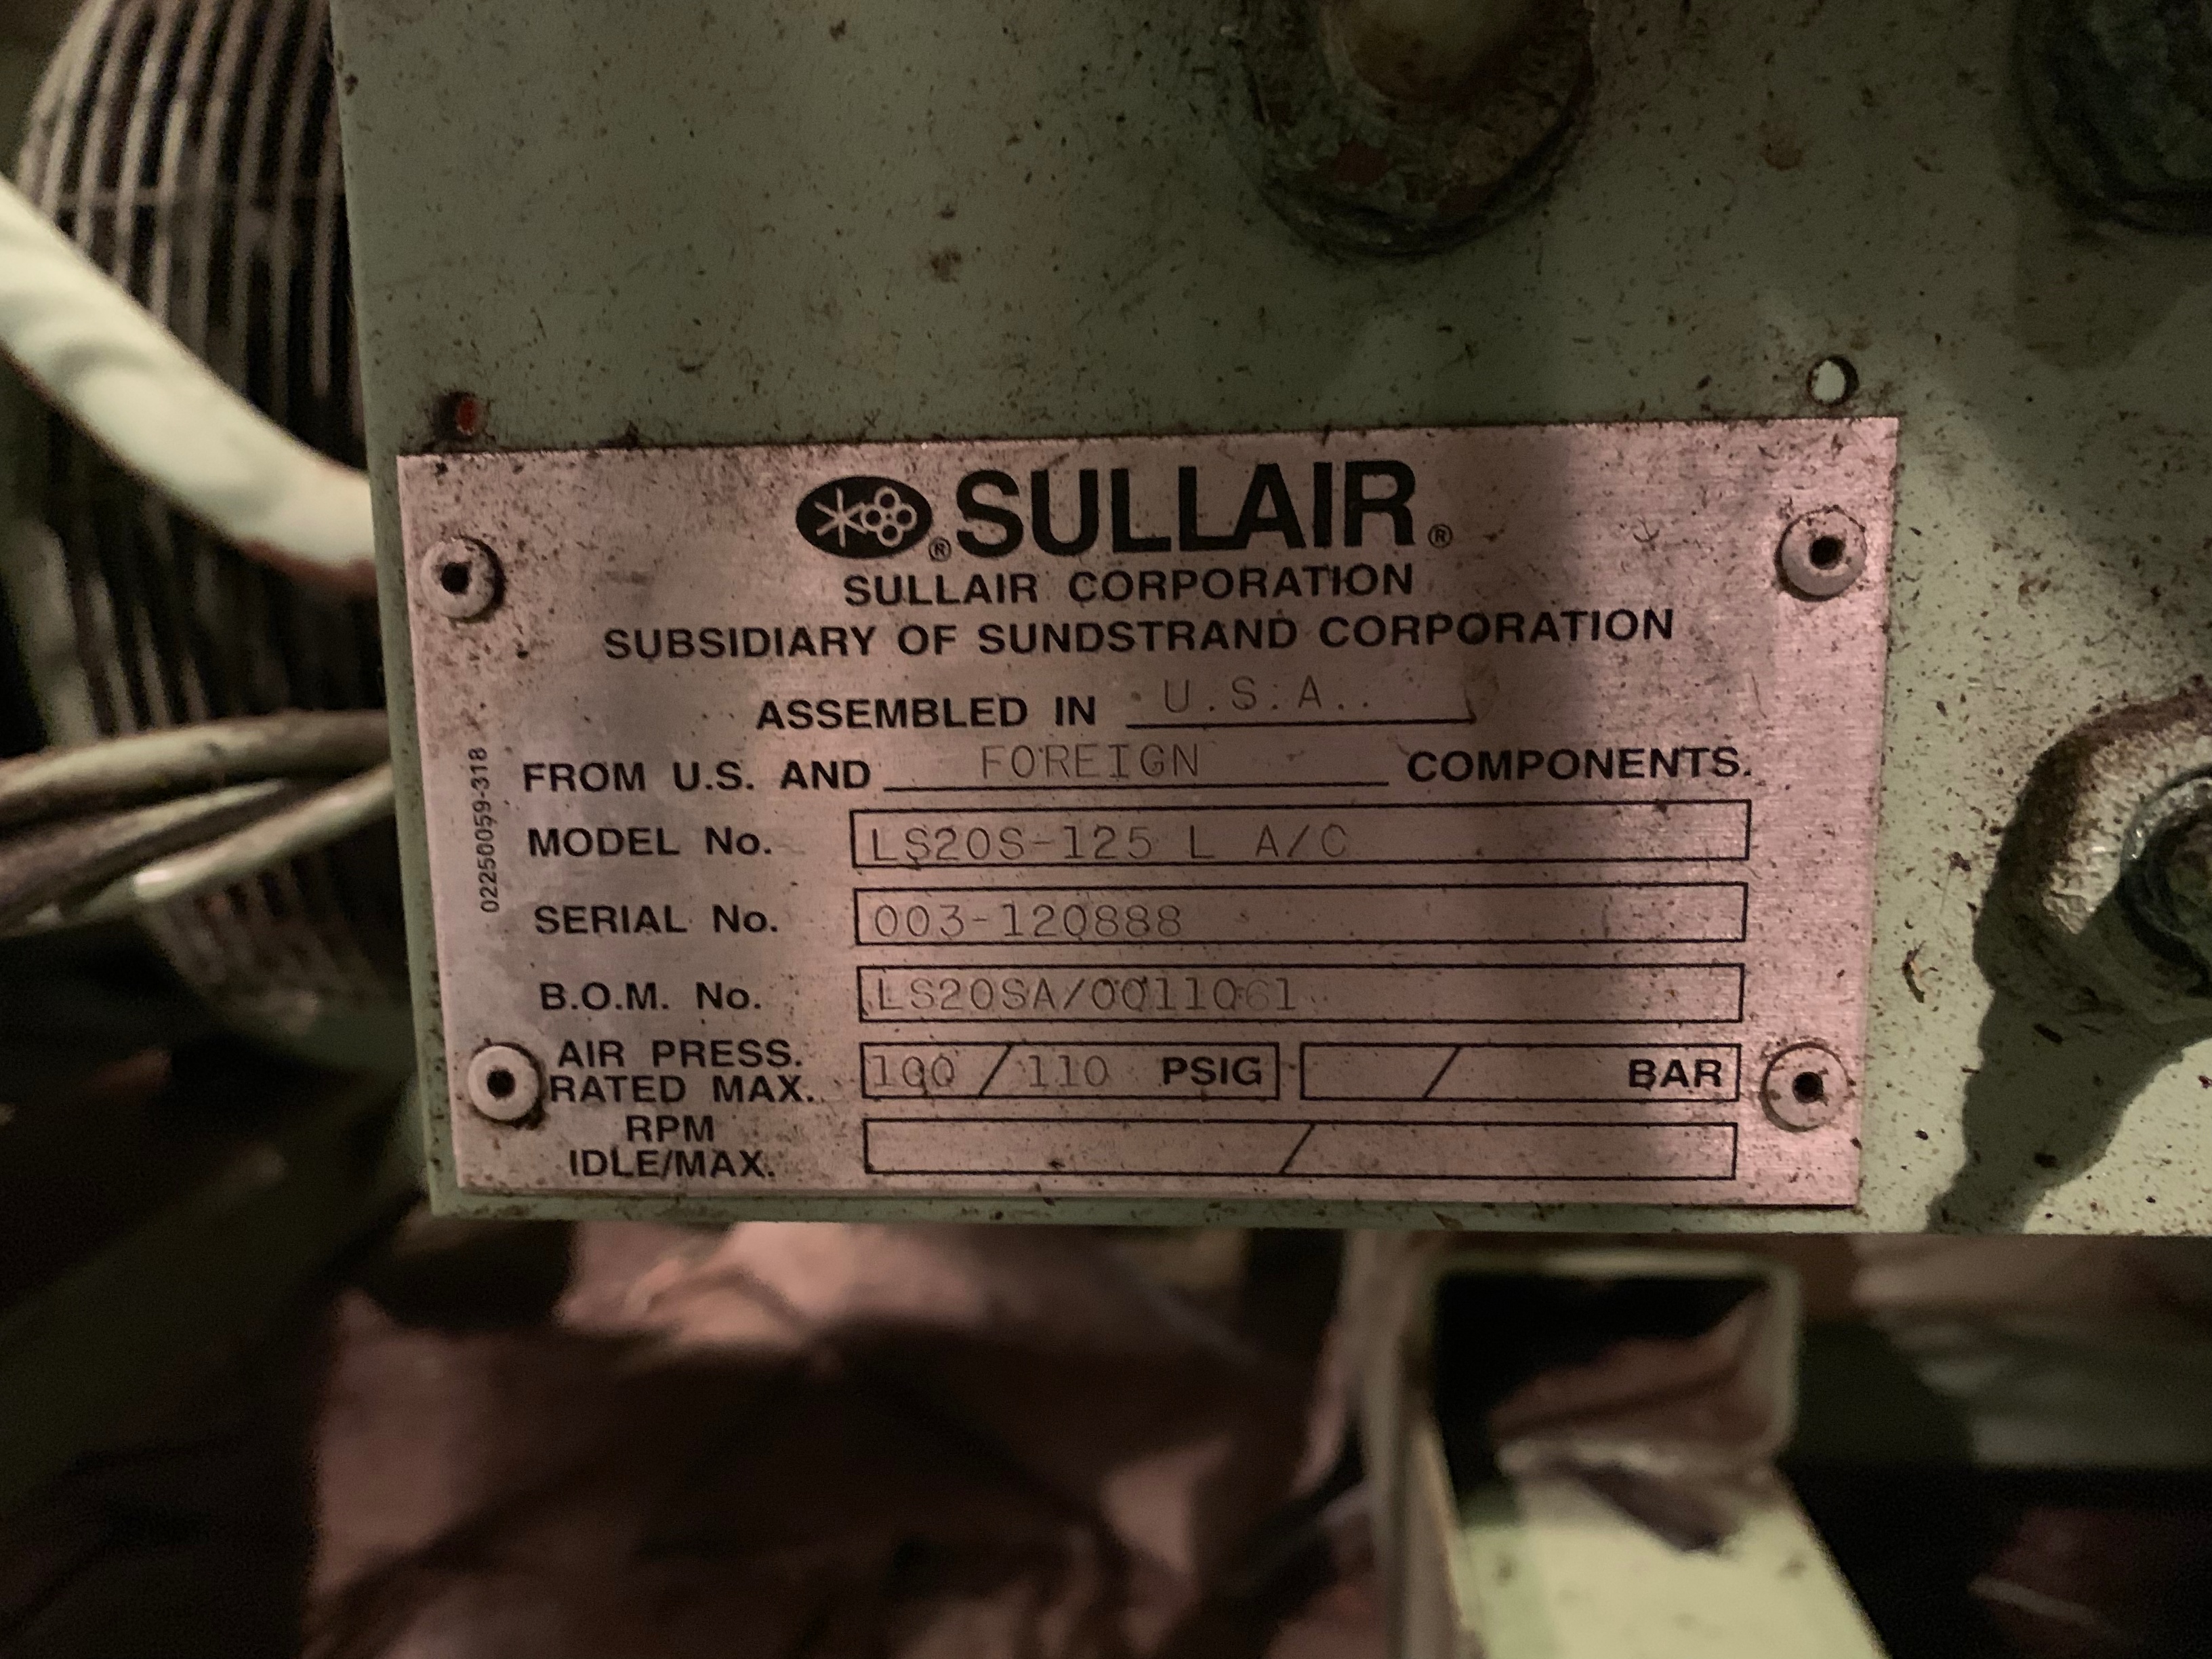 ® SULLAIR®
SULLAIR CORPORATION
SUBSIDIARY OF SUNDSTRAND CORPORATION
ASSEMBLED IN U.S.A.
FROM U.S. AND FOREIGN COMPONENTS.
MODEL No. LS20S-125 L A/C
SERIAL No. 003-120888
B.O.M. No. LS20SA/0011061
AIR PRESS.
RATED MAX. 100 / 110 PSIG / BAR
RPM
IDLE/MAX. /
02250059-318